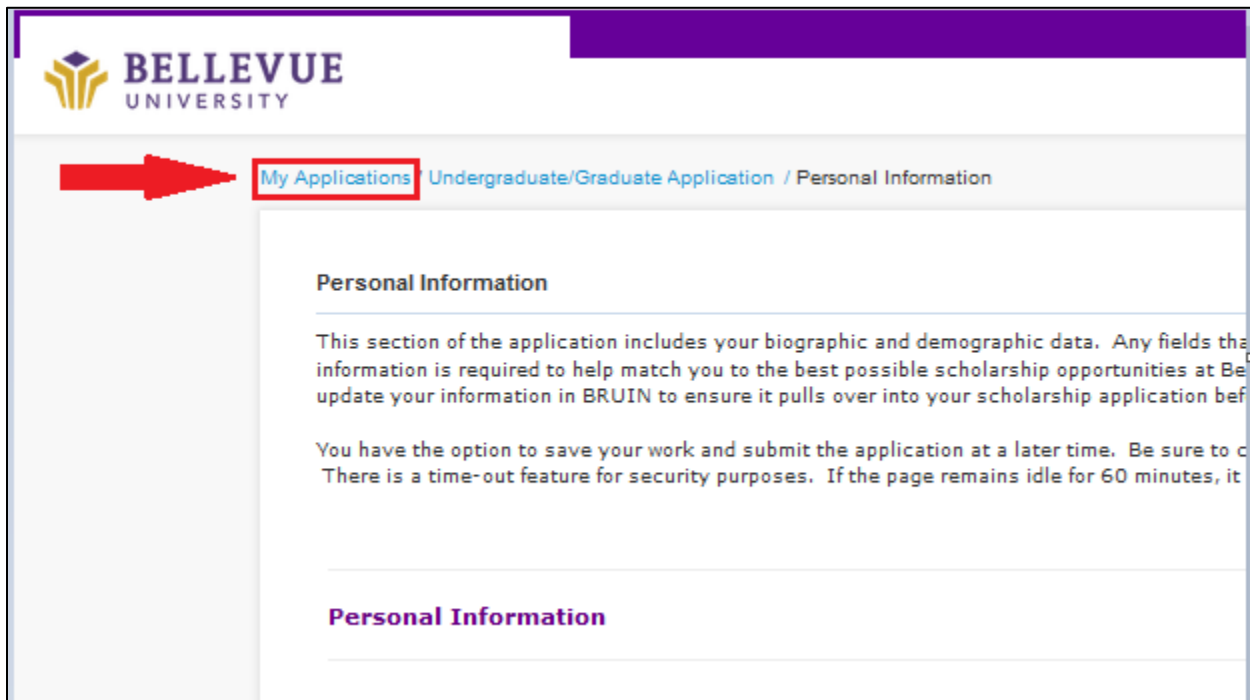 BELLEVUE
UNIVERSITY
My Applications / Undergraduate/Graduate Application / Personal Information
Personal Information
This section of the application includes your biographic and demographic data. Any fields tha
information is required to help match you to the best possible scholarship opportunities at Be
update your information in BRUIN to ensure it pulls over into your scholarship application bef
You have the option to save your work and submit the application at a later time. Be sure to c
There is a time-out feature for security purposes. If the page remains idle for 60 minutes, it
Personal Information